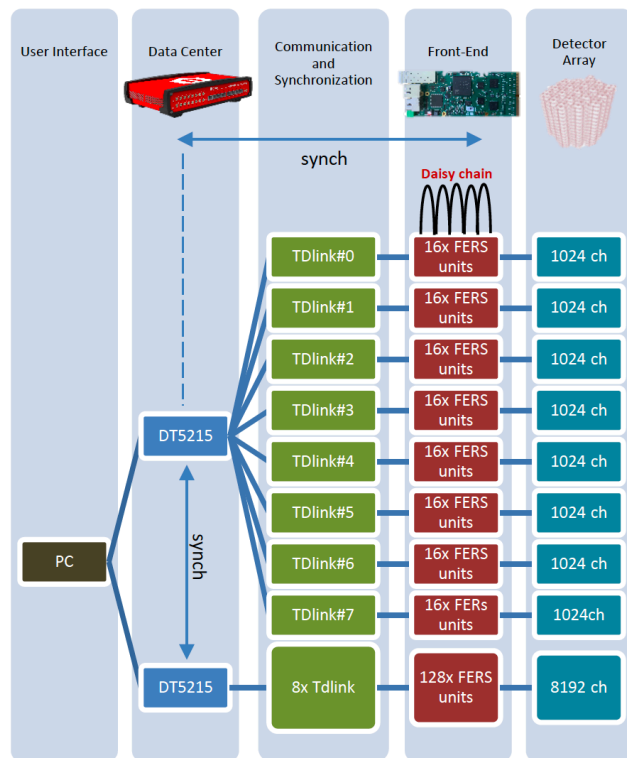 User Interface
Data Center
Communication
and
Synchronization
Front-End
Detector
Array
synch
Daisy chain
TDlink#0
16x FERS
units
1024 ch
TDlink#1
16x FERS
units
1024 ch
TDlink#2
16x FERS
units
1024 ch
TDlink#3
16x FERS
units
1024 ch
DT5215
TDlink#4
16x FERS
units
1024 ch
TDlink#5
16x FERS
units
1024 ch
synch
PC
TDlink#6
16x FERS
units
1024 ch
TDlink#7
16x FERs
units
1024ch
DT5215
8x Tdlink
128x FERS
units
8192 ch